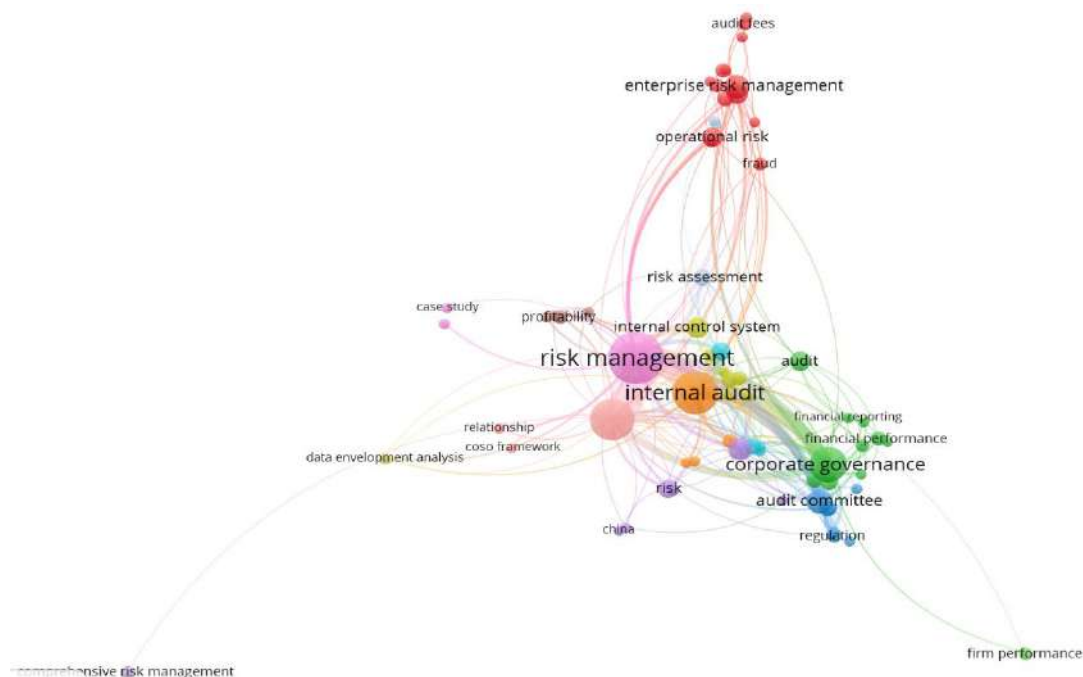 audit fees
enterprise risk management
operational risk
fraud
risk assessment
case study
profitability
internal control system
risk management
audit
internal audit
financial reporting
relationship
financial performance
coso framework
data envelopment analysis
corporate governance
risk
audit committee
china
regulation
firm performance
comprehensive risk management